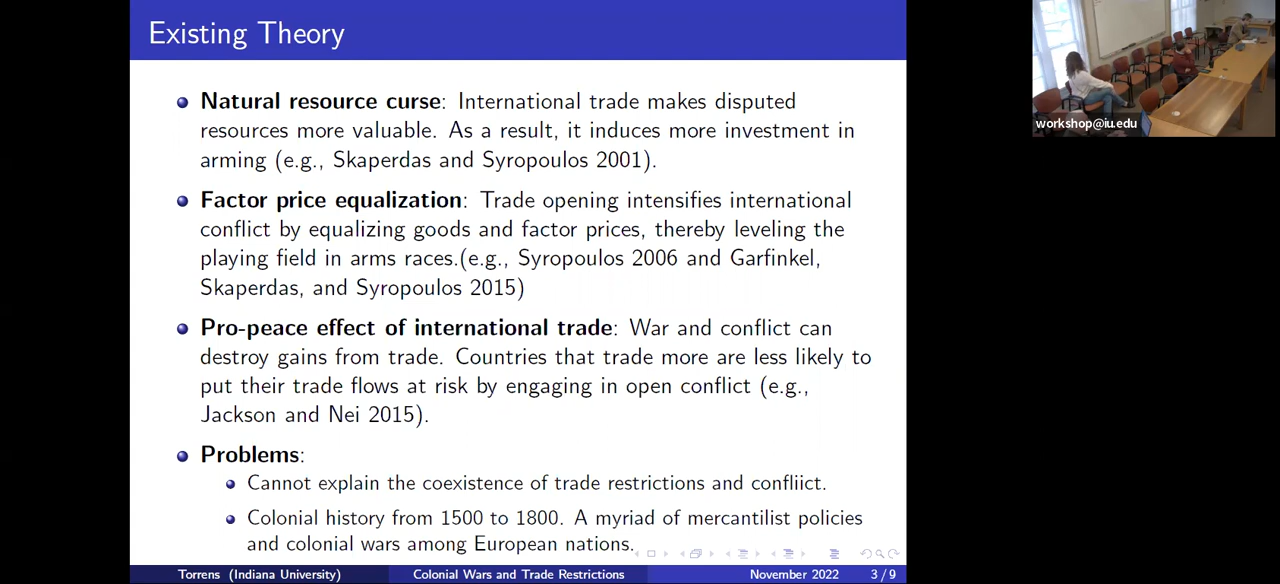 Existing Theory
Natural resource curse: International trade makes disputed
resources more valuable. As a result, it induces more investment in
arming (e.g., Skaperdas and Syropoulos 2001).
Factor price equalization: Trade opening intensifies international
conflict by equalizing goods and factor prices, thereby leveling the
playing field in arms races.(e.g., Syropoulos 2006 and Garfinkel,
Skaperdas, and Syropoulos 2015)
Pro-peace effect of international trade: War and conflict can
destroy gains from trade. Countries that trade more are less likely to
put their trade flows at risk by engaging in open conflict (e.g.,
Jackson and Nei 2015).
Problems:
Cannot explain the coexistence of trade restrictions and confliict.
Colonial history from 1500 to 1800. A myriad of mercantilist policies
and colonial wars among European nations.
Torrens (Indiana University) Colonial Wars and Trade Restrictions November 2022 3 / 9
workshop@iu.edu